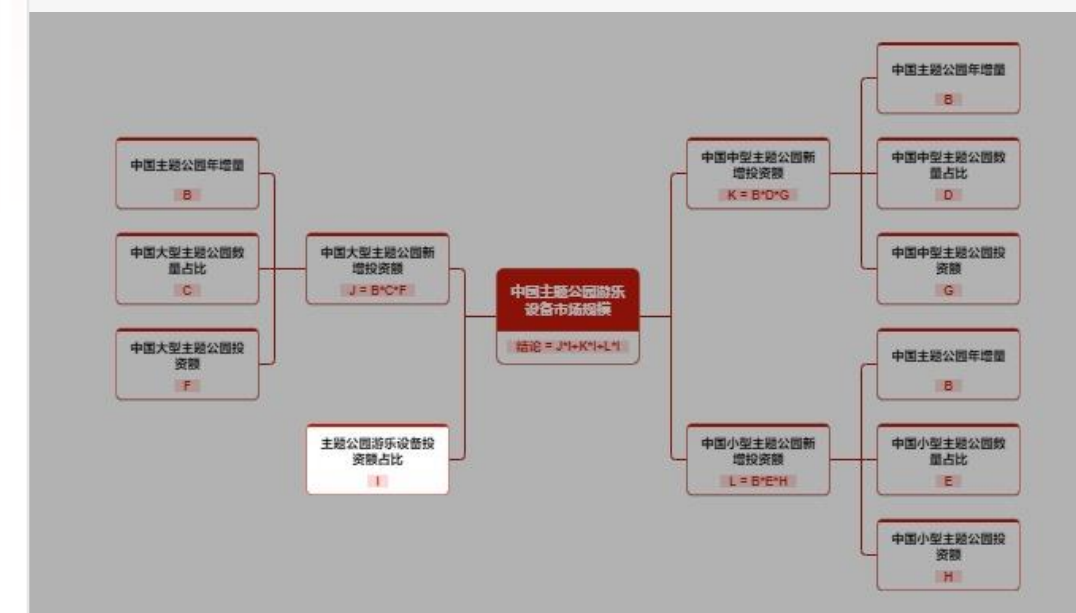 中国主题公园年增量
B
中国大型主题公园数
量占比
C
中国大型主题公园投
资额
F
中国大型主题公园新
增投资额
J = B*C*F
主题公园游乐设备投
资额占比
I
中国主题公园游乐
设备市场规模
结论 = J*I+K*I+L*I
中国中型主题公园新
增投资额
K = B*D*G
中国主题公园年增量
B
中国中型主题公园数
量占比
D
中国中型主题公园投
资额
G
中国小型主题公园新
增投资额
L = B*E*H
中国主题公园年增量
B
中国小型主题公园数
量占比
E
中国小型主题公园投
资额
H